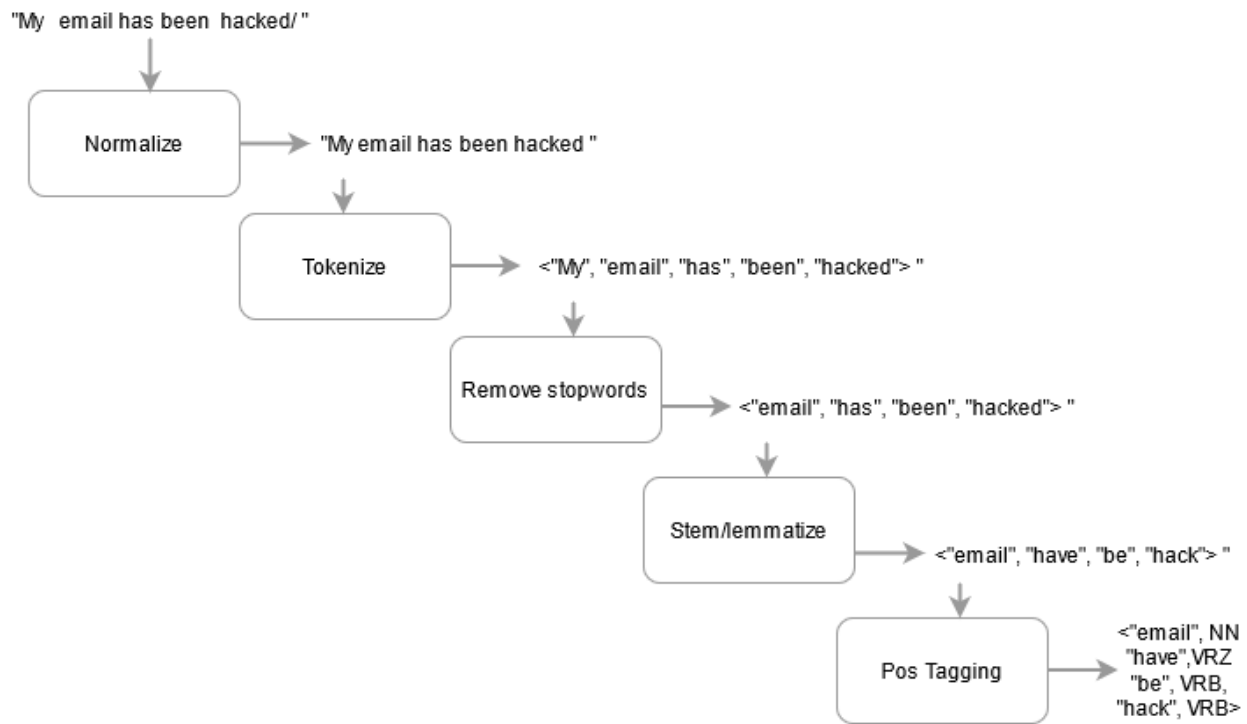 "My email has been hacked/ "
Normalize
"My email has been hacked "
Tokenize
<"My", "email", "has", "been", "hacked"> "
Remove stopwords
<"email", "has", "been", "hacked"> "
Stem/lemmatize
<"email", "have", "be", "hack"> "
Pos Tagging
<"email", NN
"have",VRZ
"be", VRB,
"hack", VRB>